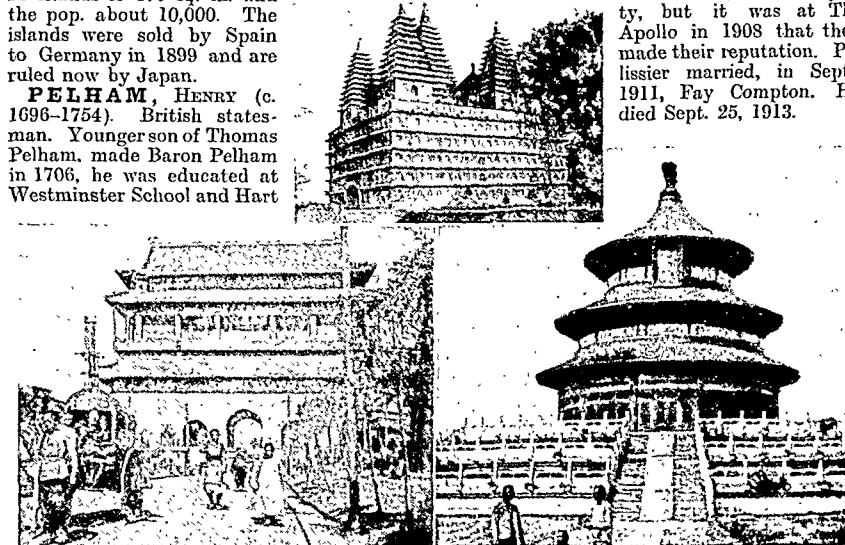 the pop. about 10,000. The
islands were sold by Spain
to Germany in 1899 and are
ruled now by Japan.
PELHAM, HENRY (c.
1696–1754). British states-
man. Younger son of Thomas
Pelham, made Baron Pelham
in 1706, he was educated at
Westminster School and Hart
ty, but it was at
Apollo in 1908 that
made their reputation.
lissier married, in
1911, Fay Compton.
died Sept. 25, 1913.